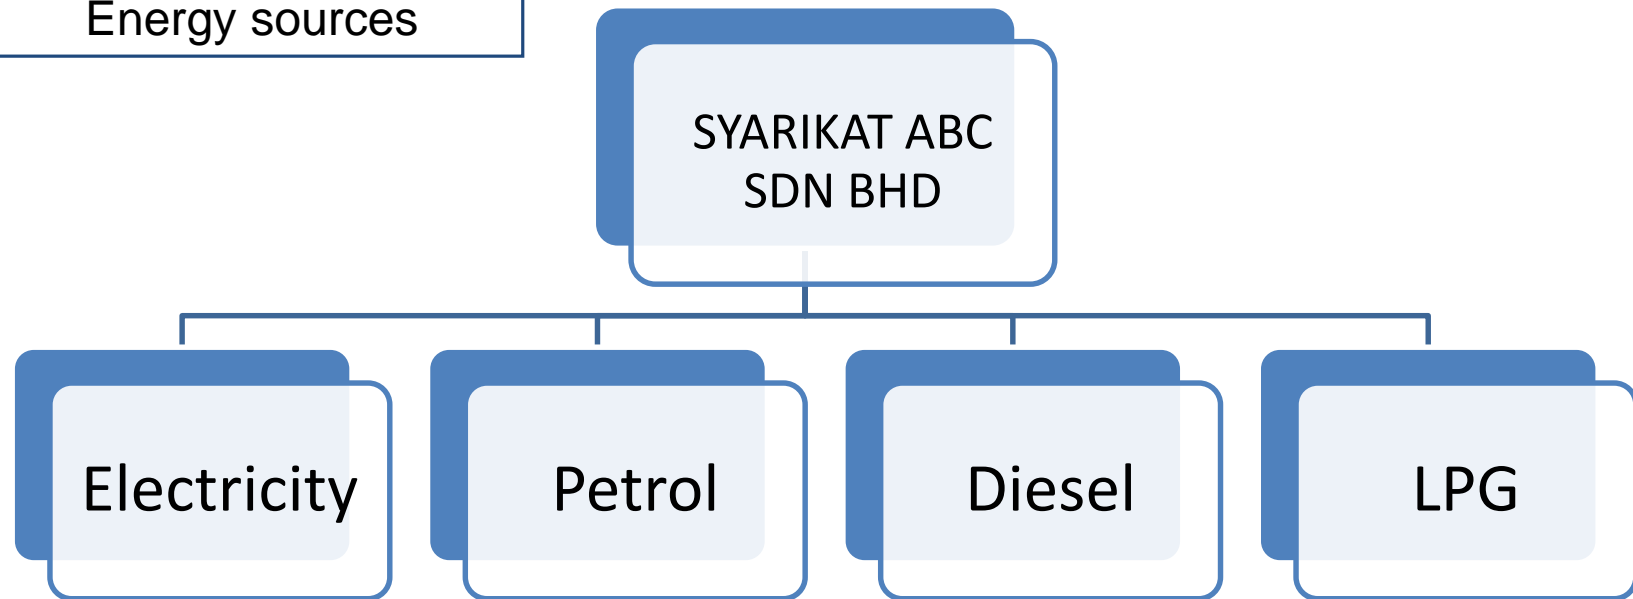 Energy sources
SYARIKAT ABC
SDN BHD
Electricity
Petrol
Diesel
LPG